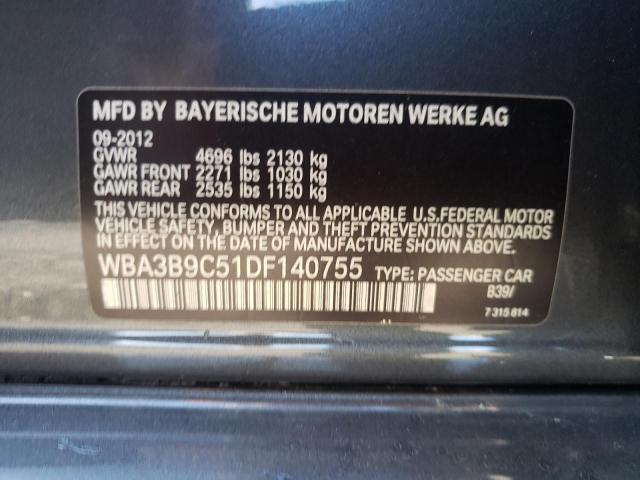 MFD BY BAYERISCHE MOTOREN WERKE AG
09-2012
GVWR 4696 lbs 2130 kg
GAWR FRONT 2271 lbs 1030 kg
GAWR REAR 2535 lbs 1150 kg
THIS VEHICLE CONFORMS TO ALL APPLICABLE U.S.FEDERAL MOTOR
VEHICLE SAFETY, BUMPER AND THEFT PREVENTION STANDARDS
IN EFFECT ON THE DATE OF MANUFACTURE SHOWN ABOVE.
WBA3B9C51DF140755 TYPE: PASSENGER CAR
B39/
7 315 814